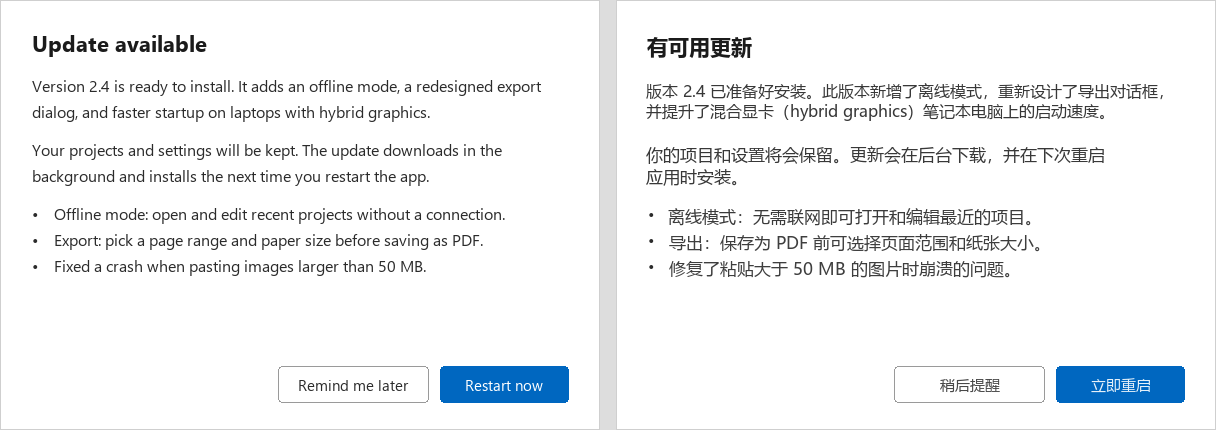 Update available
Version 2.4 is ready to install. It adds an offline mode, a redesigned export
dialog, and faster startup on laptops with hybrid graphics.
Your projects and settings will be kept. The update downloads in the
background and installs the next time you restart the app.
• Offline mode: open and edit recent projects without a connection.
• Export: pick a page range and paper size before saving as PDF.
• Fixed a crash when pasting images larger than 50 MB.
Remind me later
Restart now
有可用更新
版本 2.4 已准备好安装。此版本新增了离线模式，重新设计了导出对话框，
并提升了混合显卡（hybrid graphics）笔记本电脑上的启动速度。
你的项目和设置将会保留。更新会在后台下载，并在下次重启
应用时安装。
• 离线模式：无需联网即可打开和编辑最近的项目。
• 导出：保存为 PDF 前可选择页面范围和纸张大小。
• 修复了粘贴大于 50 MB 的图片时崩溃的问题。
稍后提醒
立即重启